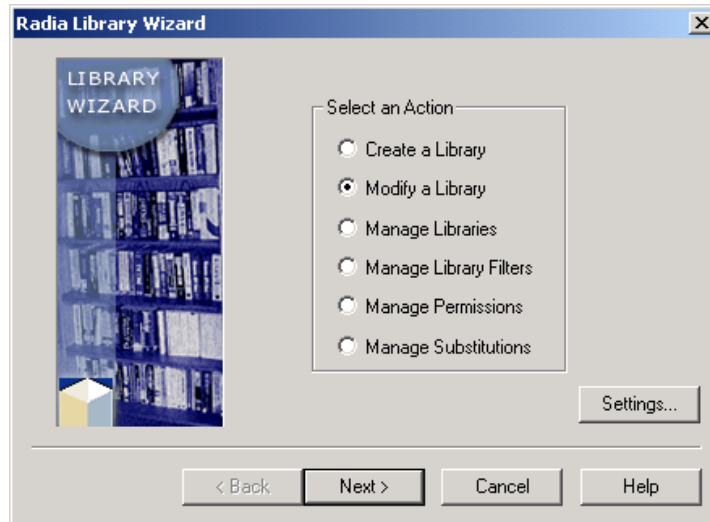 Radia Library Wizard
LIBRARY
WIZARD
Select an Action
Create a Library
Modify a Library
Manage Libraries
Manage Library Filters
Manage Permissions
Manage Substitutions
Settings...
< Back
Next >
Cancel
Help